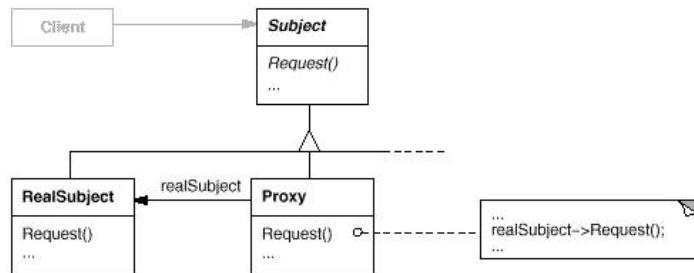 Client
Subject
Request()
...
RealSubject
Request()
...
realSubject
Proxy
Request()
...
...
realSubject->Request();
...